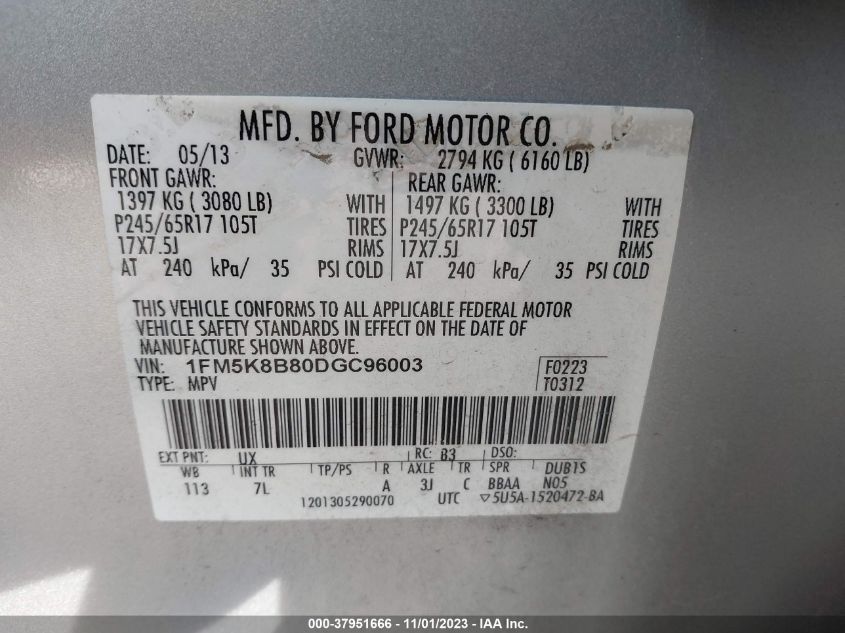 MFD. BY FORD MOTOR CO.
DATE: 05/13 GVWR: 2794 KG ( 6160 LB)
FRONT GAWR: REAR GAWR:
1397 KG ( 3080 LB) WITH 1497 KG ( 3300 LB) WITH
P245/65R17 105T TIRES P245/65R17 105T TIRES
17X7.5J RIMS 17X7.5J RIMS
AT 240 kPa/ 35 PSI COLD AT 240 kPa/ 35 PSI COLD
THIS VEHICLE CONFORMS TO ALL APPLICABLE FEDERAL MOTOR
VEHICLE SAFETY STANDARDS IN EFFECT ON THE DATE OF
MANUFACTURE SHOWN ABOVE.
VIN: 1FM5K8B80DGC96003 F0223
TYPE: MPV T0312
EXT PNT: UX RC: B3 DSO:
WB INT TR TP/PS R AXLE TR SPR DUB1S
113 7L A 3J C BBAA N05
1201305290070 UTC ▽5U5A-1520472-BA
000-37951666 - 11/01/2023 - IAAI Inc.